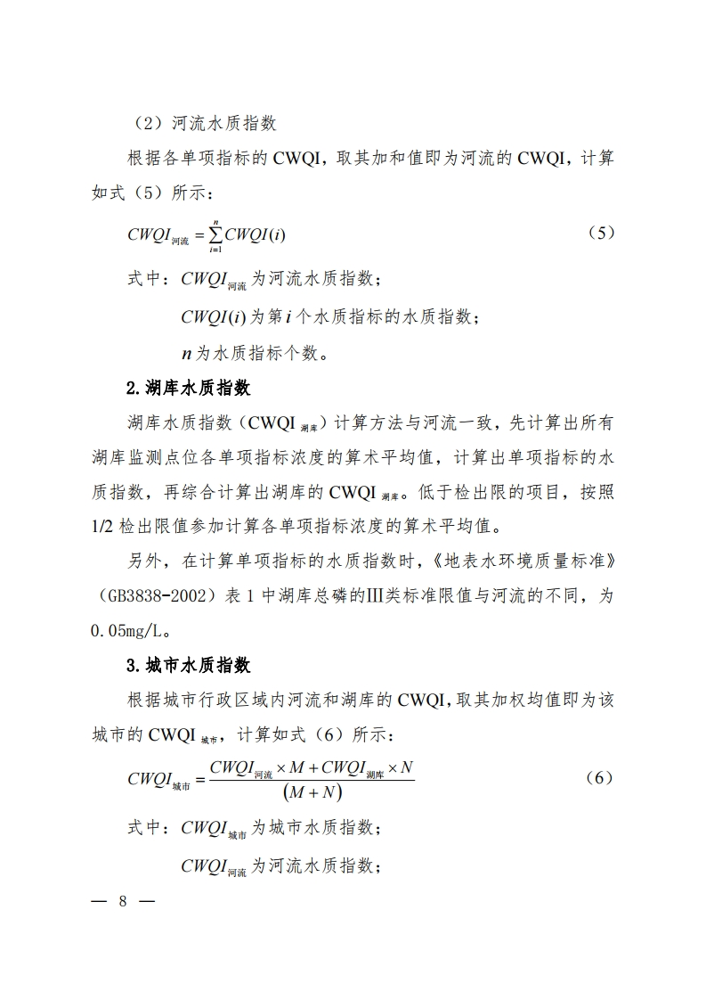 （2）河流水质指数
根据各单项指标的 CWQI，取其加和值即为河流的 CWQI，计算
如式（5）所示：
CWQI河流 = ∑_{i=1}^{n} CWQI(i) （5）
式中：CWQI河流 为河流水质指数；
CWQI(i)为第 i 个水质指标的水质指数；
n为水质指标个数。
2.湖库水质指数
湖库水质指数（CWQI 湖库）计算方法与河流一致，先计算出所有
湖库监测点位各单项指标浓度的算术平均值，计算出单项指标的水
质指数，再综合计算出湖库的 CWQI 湖库。低于检出限的项目，按照
1/2 检出限值参加计算各单项指标浓度的算术平均值。
另外，在计算单项指标的水质指数时，《地表水环境质量标准》
（GB3838-2002）表 1 中湖库总磷的Ⅲ类标准限值与河流的不同，为
0.05mg/L。
3.城市水质指数
根据城市行政区域内河流和湖库的 CWQI，取其加权均值即为该
城市的 CWQI 城市，计算如式（6）所示：
CWQI城市 = (CWQI河流 × M + CWQI湖库 × N) / (M + N) （6）
式中：CWQI城市 为城市水质指数；
CWQI河流 为河流水质指数；
— 8 —